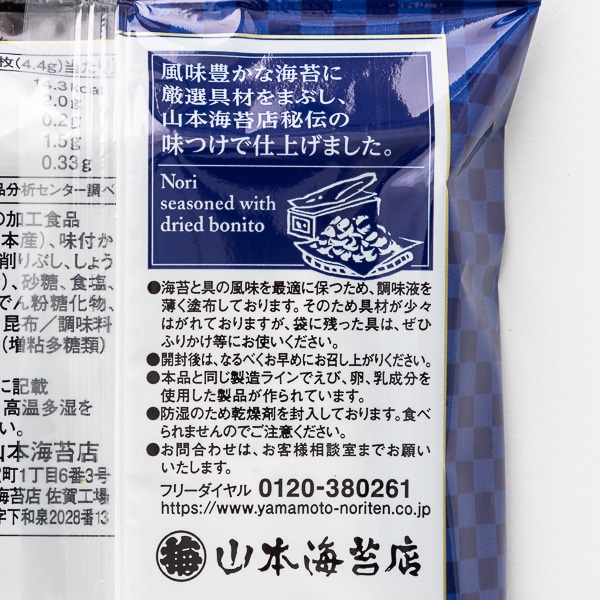 枚(4.4g)当たり
14.3kcal
2.0g
0.2g
1.5g
0.33g
品分析センター調べ
の加工食品
本産)、味付か
削りぶし、しょう
)、砂糖、食塩、
でん粉糖化物、
昆布/調味料
(増粘多糖類)
に記載
高温多湿を
い。
山本海苔店
町1丁目6番3号
海苔店 佐賀工場
字下和泉2028番13
風味豊かな海苔に
厳選具材をまぶし、
山本海苔店秘伝の
味つけで仕上げました。
Nori
seasoned with
dried bonito
●海苔と具の風味を最適に保つため、調味液を
薄く塗布しております。そのため具材が少々
はがれておりますが、袋に残った具は、ぜひ
ふりかけ等にお使いください。
●開封後は、なるべくお早めにお召し上がりください。
●本品と同じ製造ラインでえび、卵、乳成分を
使用した製品が作られています。
●防湿のため乾燥剤を封入しております。食べ
られませんのでご注意ください。
●お問合わせは、お客様相談室までお願い
いたします。
フリーダイヤル 0120-380261
https://www.yamamoto-noriten.co.jp
梅 山本海苔店